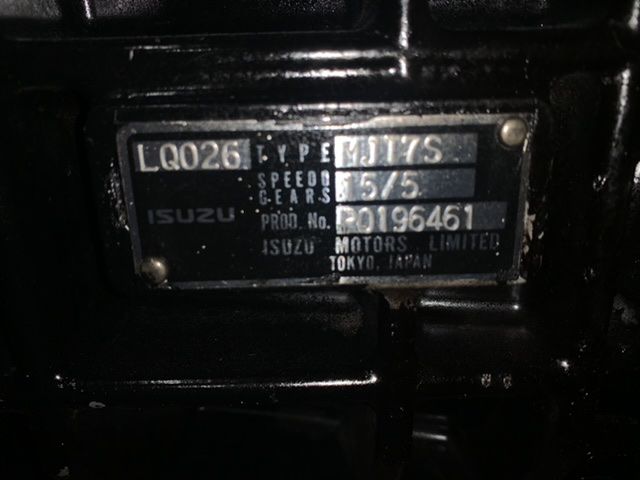 LQ026 TYPE MJT7S
SPEEDO GEARS 15/5
ISUZU PROD. No. P0196461
ISUZU MOTORS LIMITED
TOKYO, JAPAN